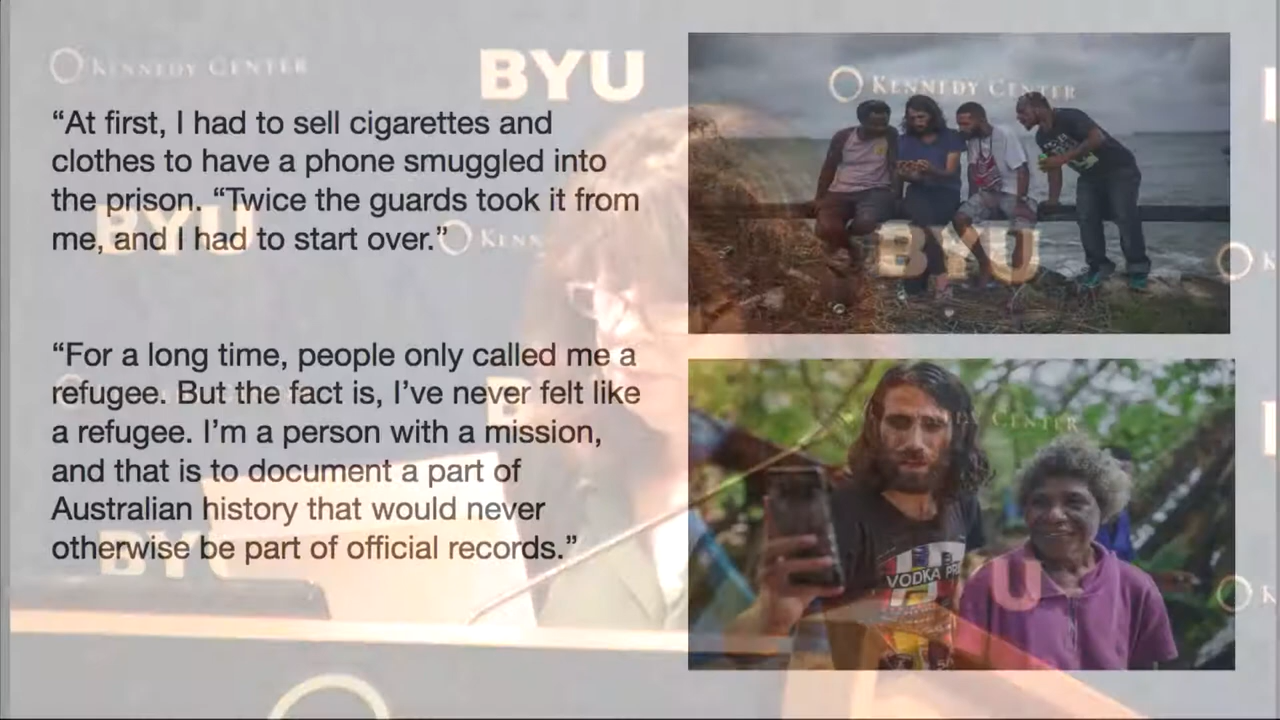 KENNEDY CENTER
BYU
“At first, I had to sell cigarettes and
clothes to have a phone smuggled into
the prison. “Twice the guards took it from
me, and I had to start over.”
“For a long time, people only called me a
refugee. But the fact is, I’ve never felt like
a refugee. I’m a person with a mission,
and that is to document a part of
Australian history that would never
otherwise be part of official records.”
KENNEDY CENTER
BYU
BYU
CENTER
VODKA